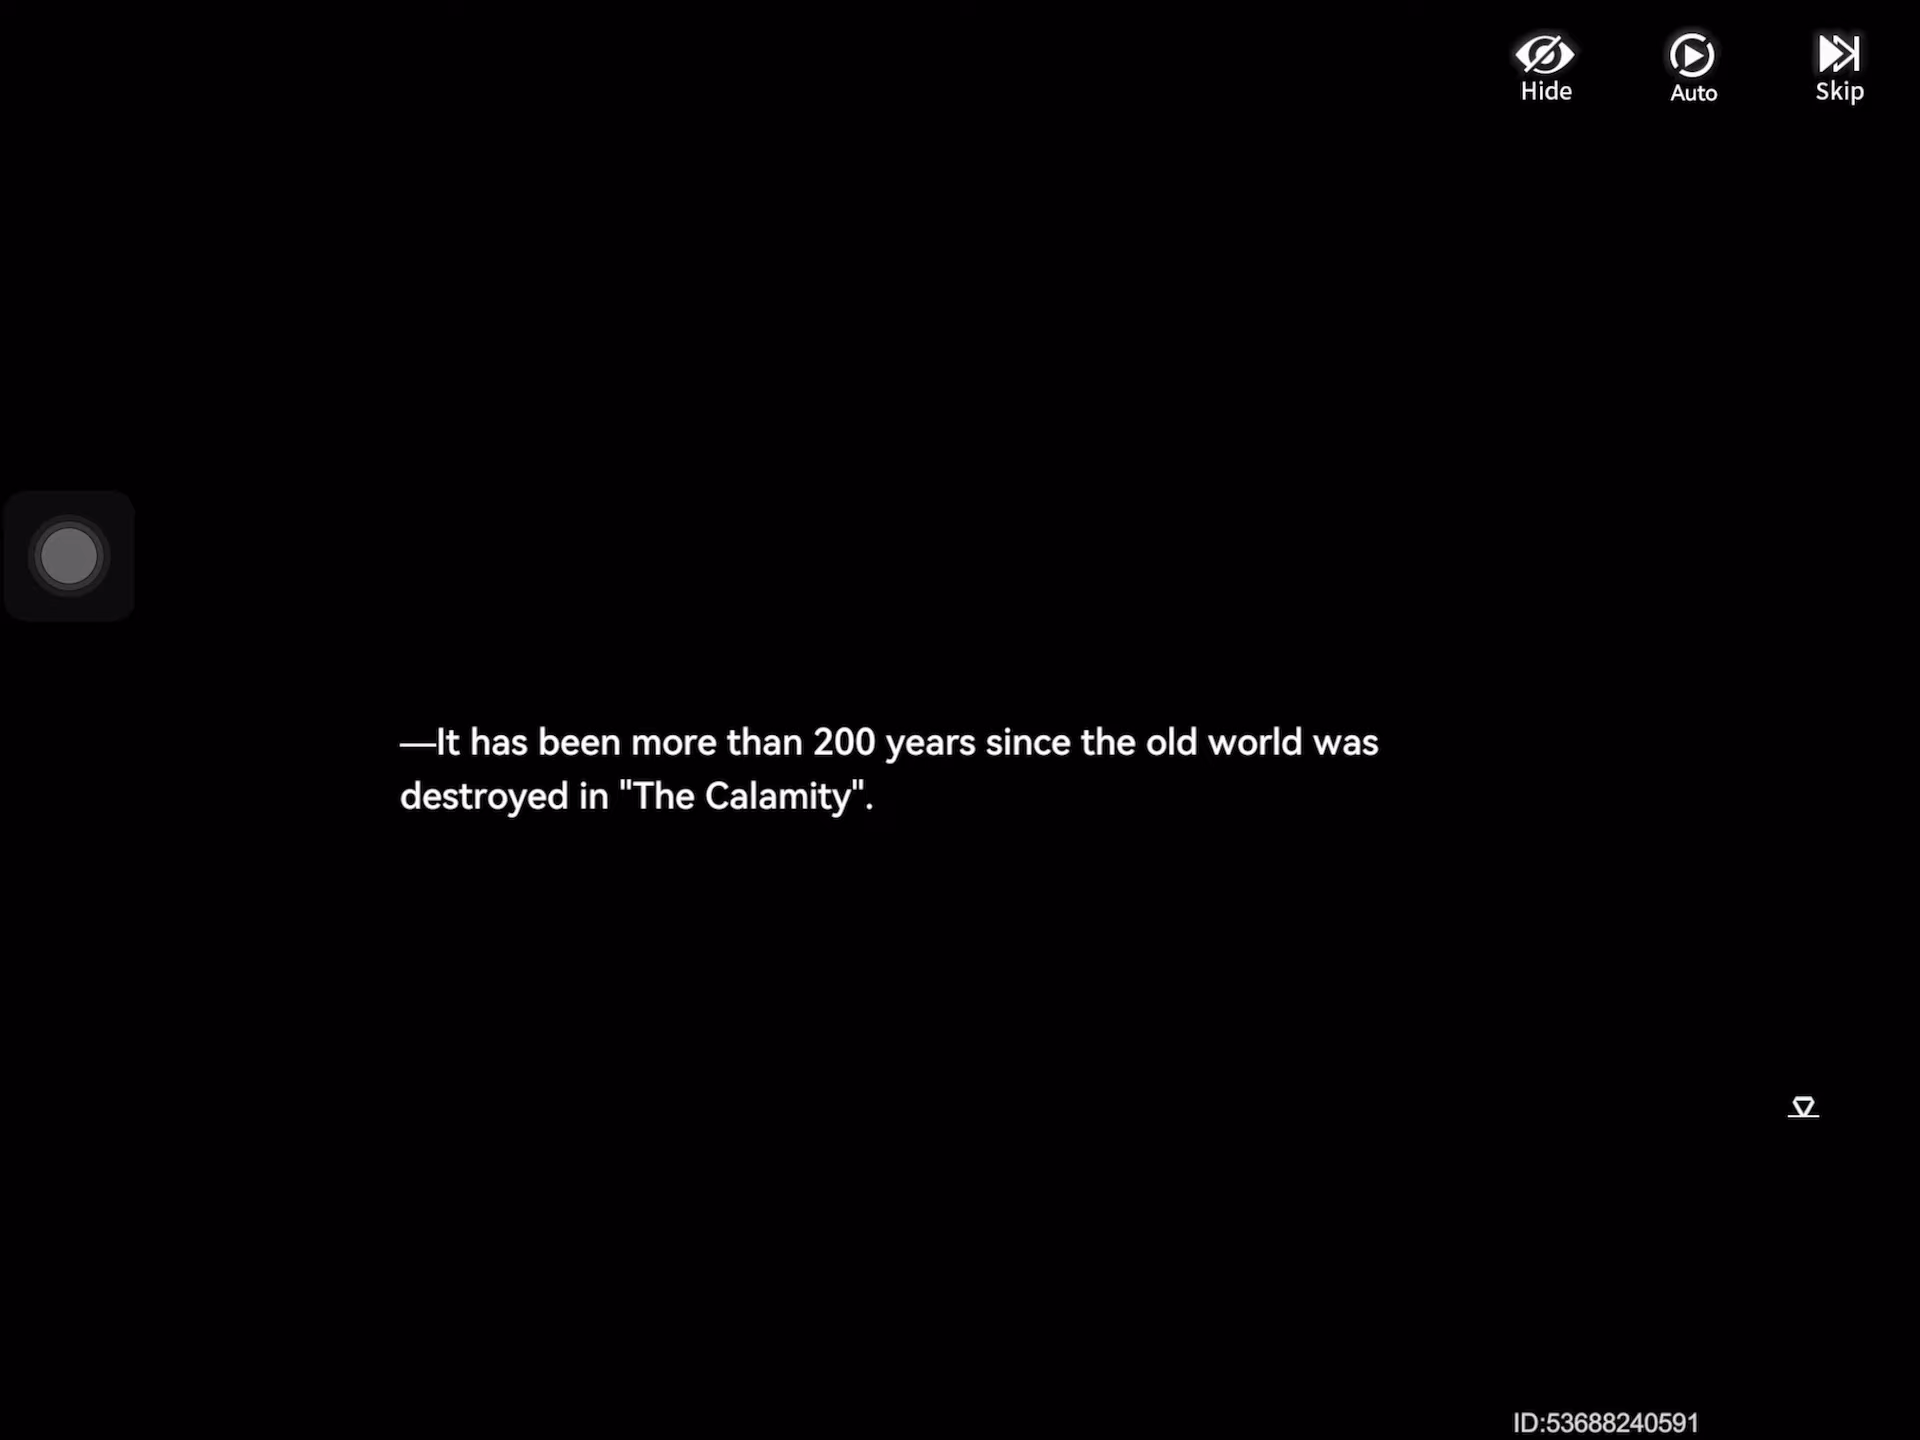 Hide
Auto
Skip
—It has been more than 200 years since the old world was
destroyed in "The Calamity".
ID:53688240591